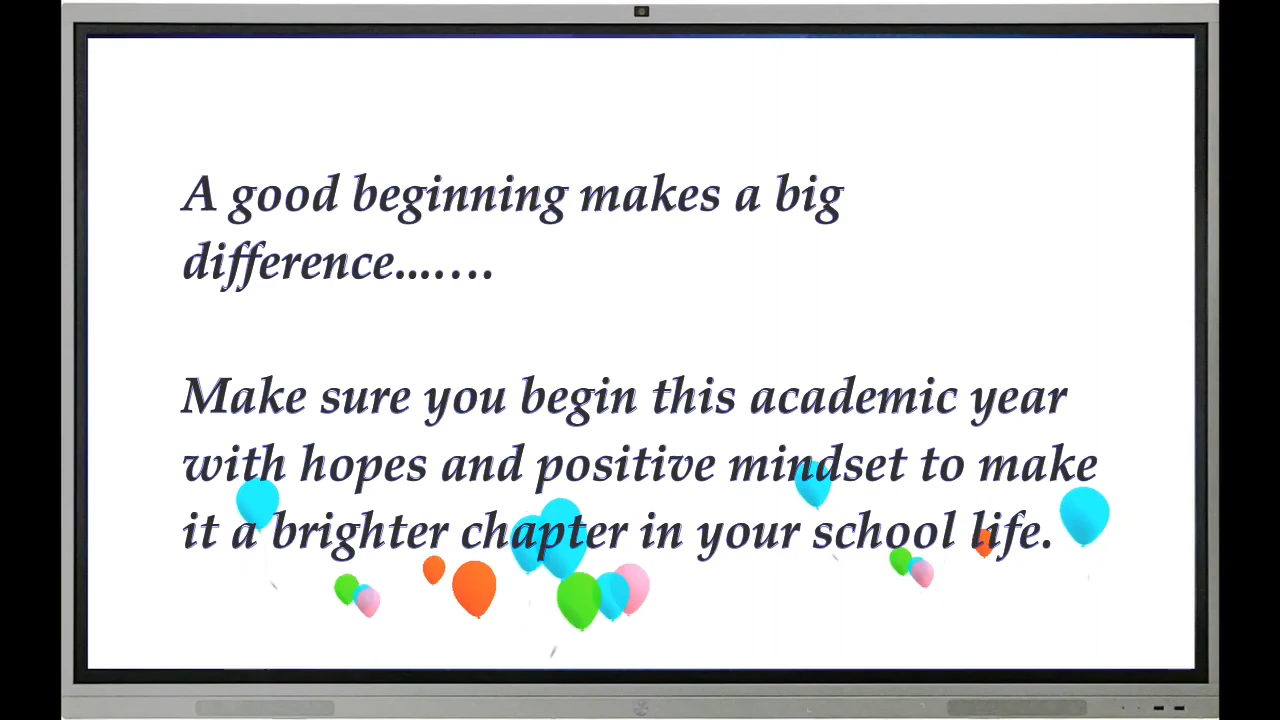 A good beginning makes a big
difference.......
Make sure you begin this academic year
with hopes and positive mindset to make
it a brighter chapter in your school life.